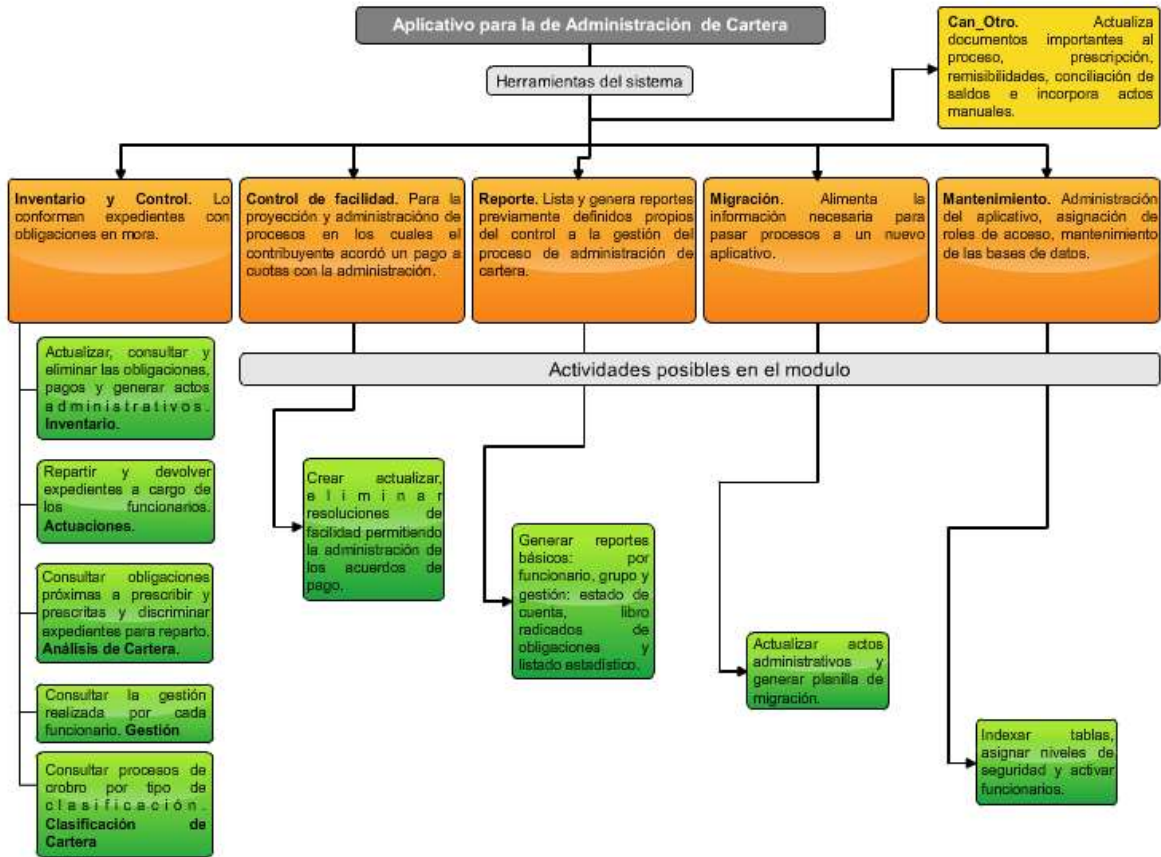 Aplicativo para la de Administración de Cartera
Herramientas del sistema
Can_Otro. Actualiza
documentos importantes al
proceso, prescripción,
remisibilidades, conciliación de
saldos e incorpora actos
manuales.
Inventario y Control. Lo
conforman expedientes con
obligaciones en mora.
Control de facilidad. Para la
proyección y administracióno de
procesos en los cuales el
contribuyente acordó un pago a
cuotas con la administración.
Reporte. Lista y genera reportes
previamente definidos propios
del control a la gestión del
proceso de administración de
cartera.
Migración. Alimenta la
información necesaria para
pasar procesos a un nuevo
aplicativo.
Mantenimiento. Administración
del aplicativo, asignación de
roles de acceso, mantenimiento
de las bases de datos.
Actividades posibles en el modulo
Actualizar, consultar y
eliminar las obligaciones,
pagos y generar actos
administrativos.
Inventario.
Repartir y devolver
expedientes a cargo de
los funcionarios.
Actuaciones.
Consultar obligaciones
próximas a prescribir y
prescritas y discriminar
expedientes para reparto.
Análisis de Cartera.
Consultar la gestión
realizada por cada
funcionario. Gestión
Consultar procesos de
crobro por tipo de
clasificación.
Clasificación de
Cartera
Crear actualizar,
eliminar
resoluciones de
facilidad permitiendo
la administración de
los acuerdos de
pago.
Generar reportes
básicos: por
funcionario, grupo y
gestión: estado de
cuenta, libro
radicados de
obligaciones y
listado estadístico.
Actualizar actos
administrativos y
generar planilla de
migración.
Indexar tablas,
asignar niveles de
seguridad y activar
funcionarios.